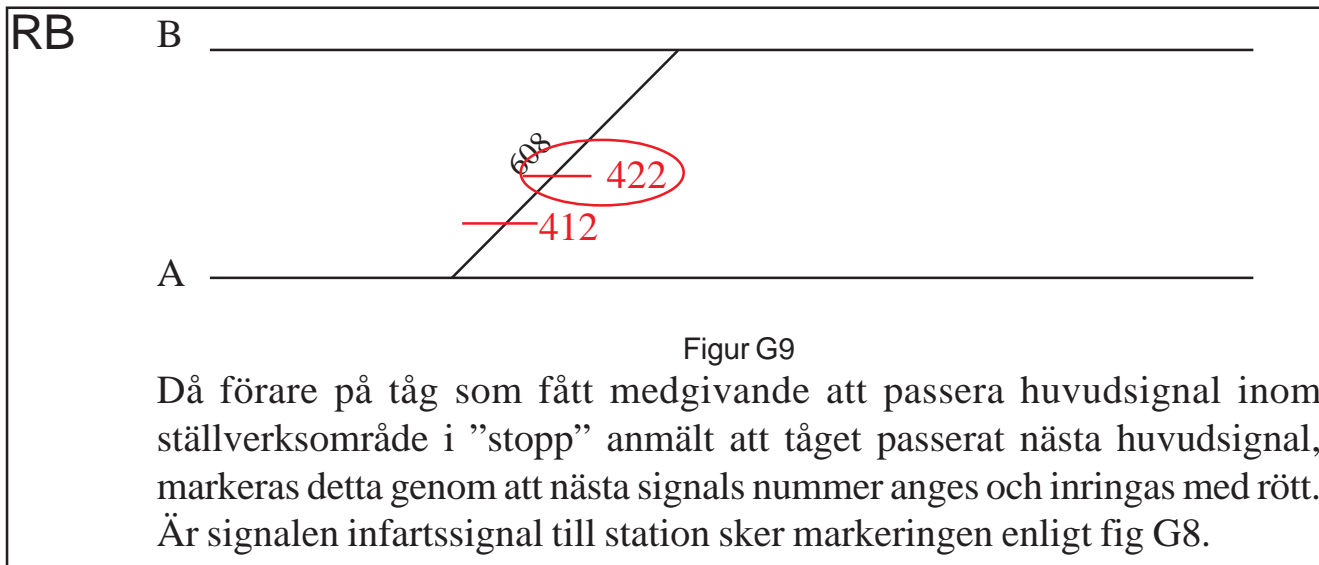 RB
B
608
422
412
A
Figur G9
Då förare på tåg som fått medgivande att passera huvudsignal inom
ställverksområde i ”stopp” anmält att tåget passerat nästa huvudsignal,
markeras detta genom att nästa signals nummer anges och inringas med rött.
Är signalen infartssignal till station sker markeringen enligt fig G8.